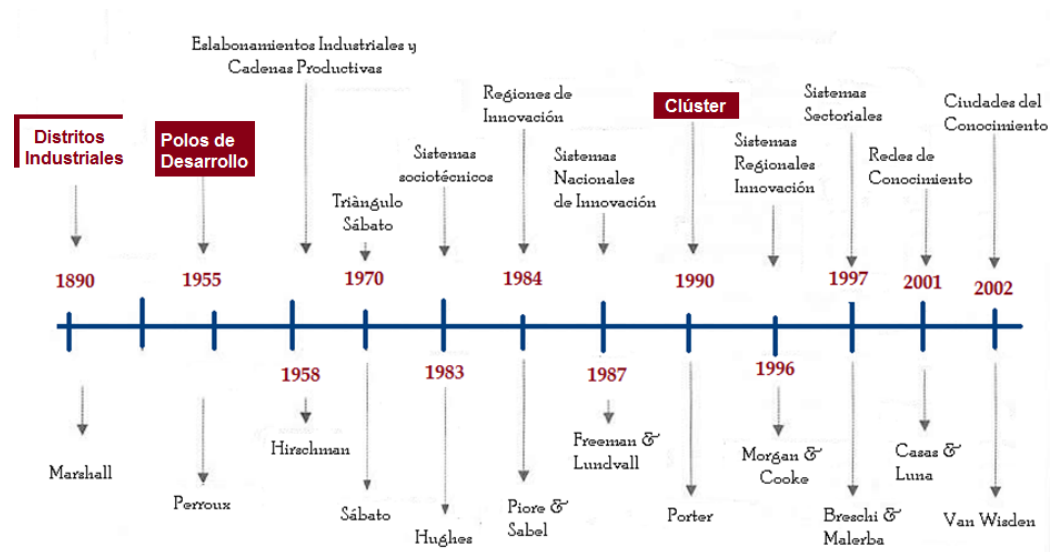 Eslabonamientos Industriales y
Cadenas Productivas
Distritos
Industriales
Polos de
Desarrollo
Triàngulo
Sábato
Sistemas
sociotécnicos
Regiones de
Innovación
Sistemas
Nacionales
de Innovación
Clúster
Sistemas
Regionales
Innovación
Sistemas
Sectoriales
Redes de
Conocimiento
Ciudades del
Conocimiento
1890
1955
1970
1984
1990
1997
2001
2002
1958
1983
1987
1996
Marshall
Perroux
Hirschman
Sábato
Hughes
Piore &
Sabel
Freeman &
Lundvall
Porter
Morgan &
Cooke
Breschi &
Malerba
Casas &
Luna
Van Wisden